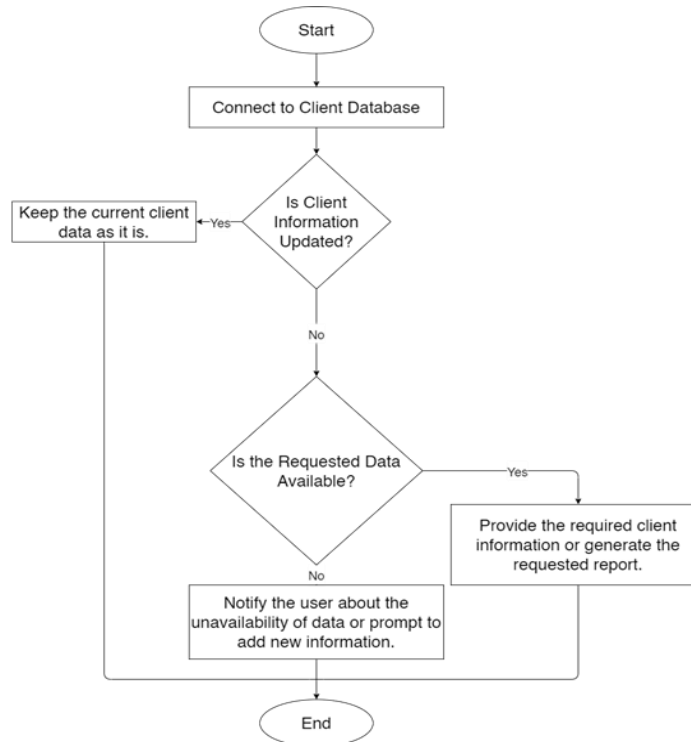 Start
Connect to Client Database
Is Client
Information
Updated?
Yes
Keep the current client
data as it is.
No
Is the Requested Data
Available?
Yes
Provide the required client
information or generate the
requested report.
No
Notify the user about the
unavailability of data or prompt to
add new information.
End